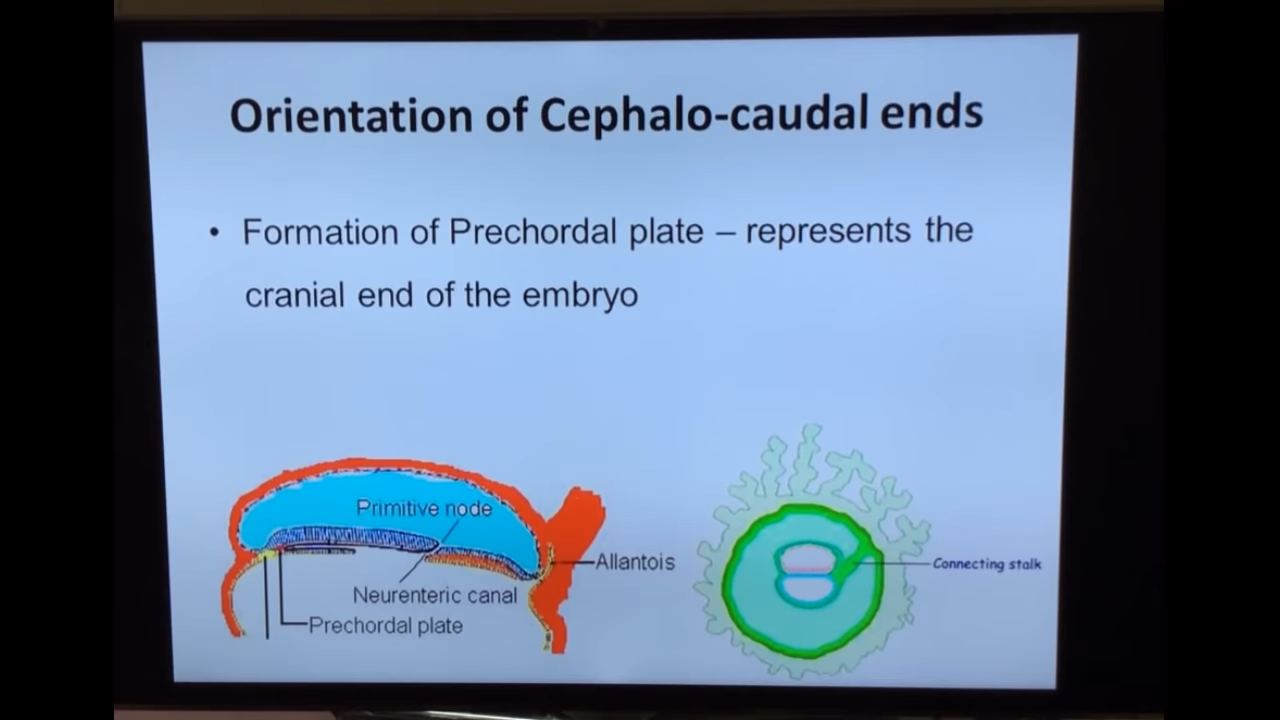 Orientation of Cephalo-caudal ends
• Formation of Prechordal plate – represents the
cranial end of the embryo
Primitive node
Allantois
Neurenteric canal
Prechordal plate
Connecting stalk